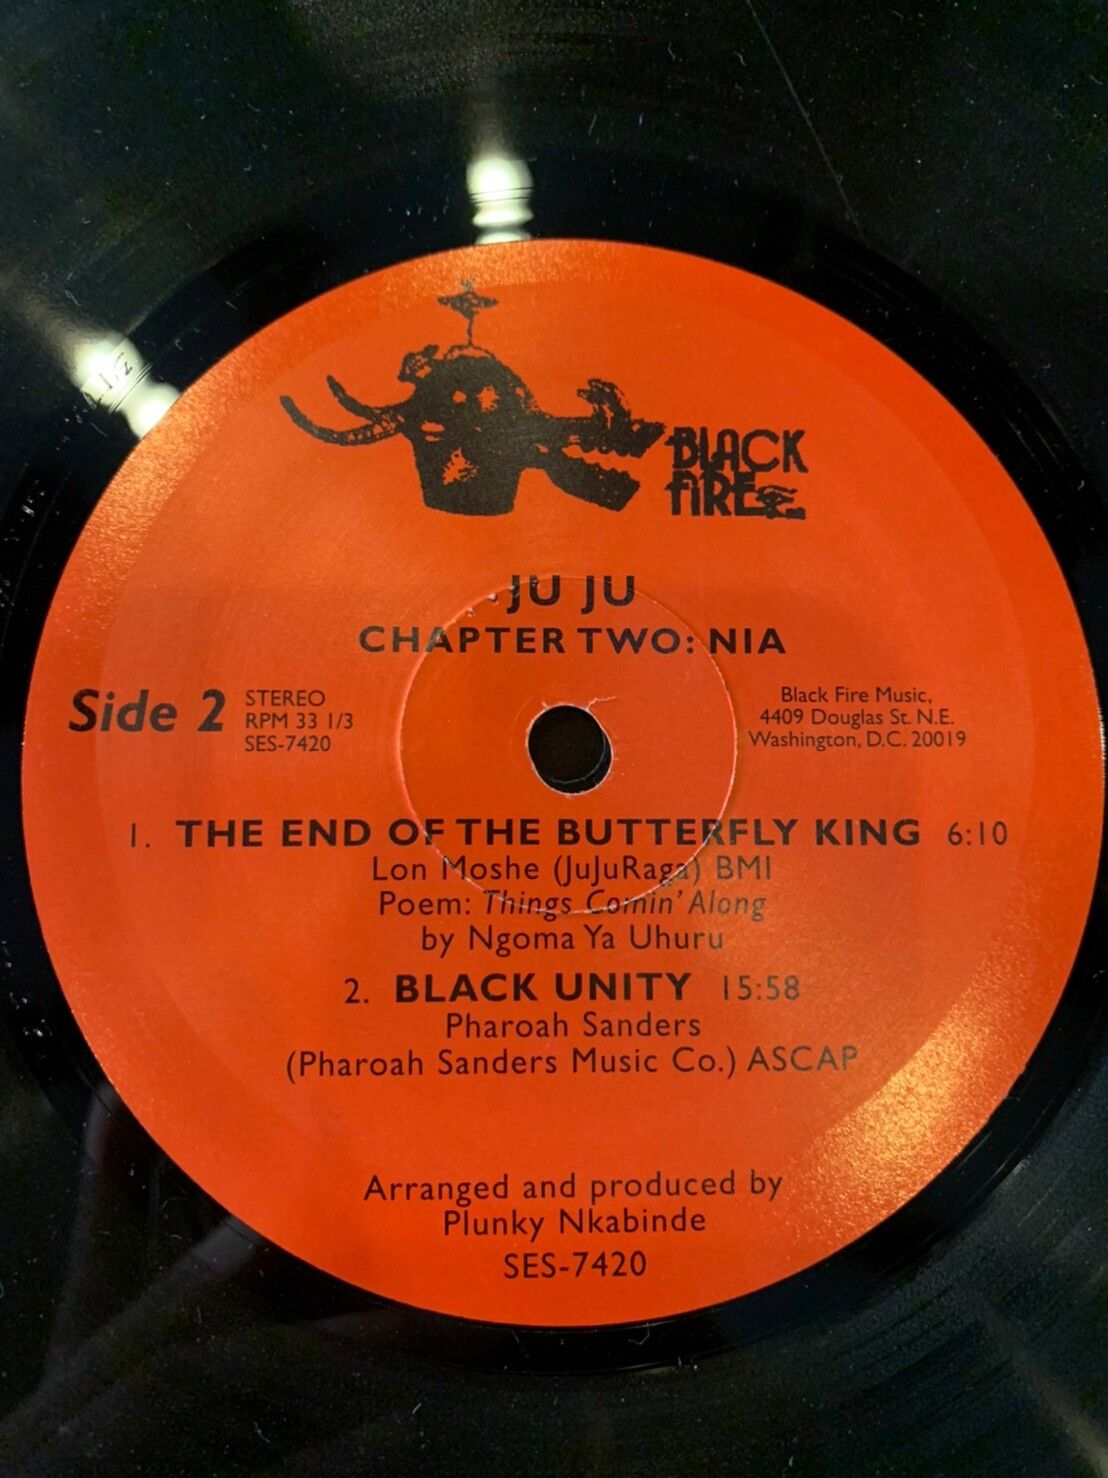 BLACK
FIRE
JU JU
CHAPTER TWO: NIA
Side 2
STEREO
RPM 33 1/3
SES-7420
Black Fire Music,
4409 Douglas St. N.E.
Washington, D.C. 20019
1. THE END OF THE BUTTERFLY KING 6:10
Lon Moshe (JuJuRaga) BMI
Poem: Things Comin' Along
by Ngoma Ya Uhuru
2. BLACK UNITY 15:58
Pharoah Sanders
(Pharoah Sanders Music Co.) ASCAP
Arranged and produced by
Plunky Nkabinde
SES-7420